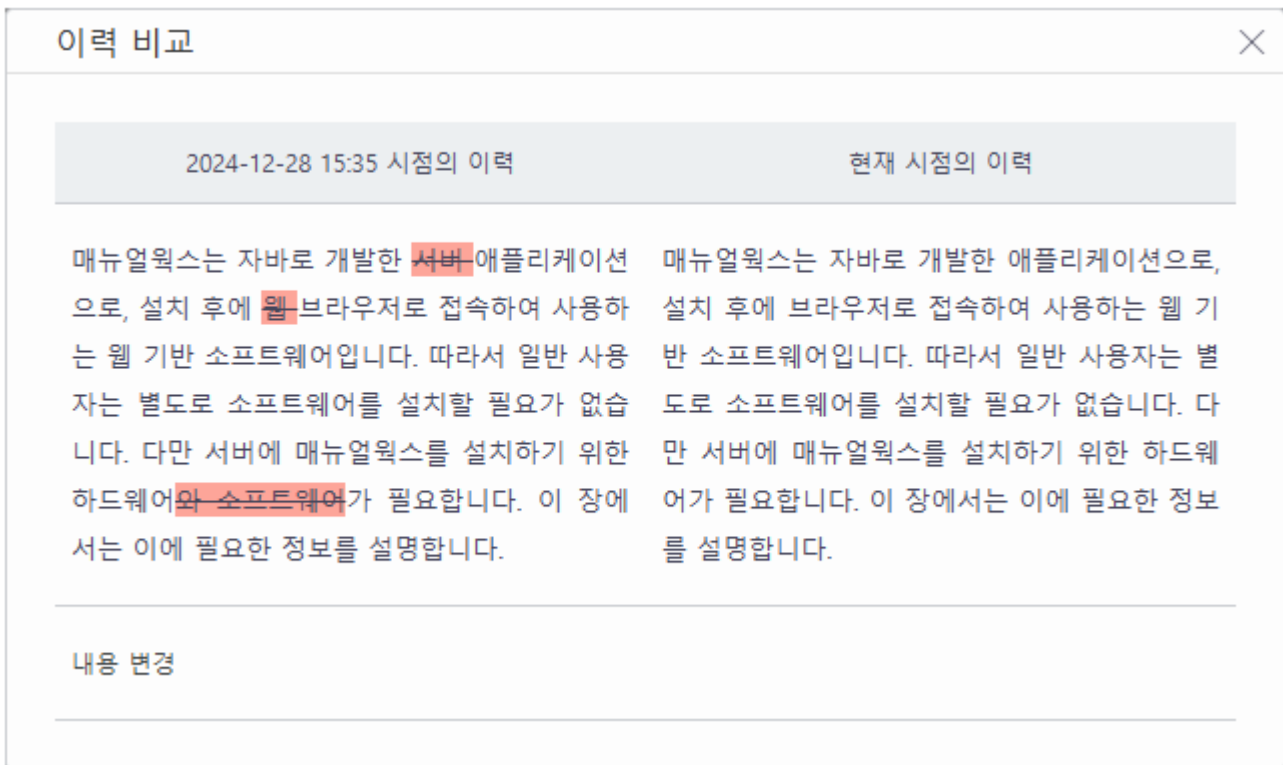 이력 비교
2024-12-28 15:35 시점의 이력
현재 시점의 이력
매뉴얼웍스는 자바로 개발한 서버 애플리케이션
으로, 설치 후에 웹 브라우저로 접속하여 사용하
는 웹 기반 소프트웨어입니다. 따라서 일반 사용
자는 별도로 소프트웨어를 설치할 필요가 없습
니다. 다만 서버에 매뉴얼웍스를 설치하기 위한
하드웨어와 소프트웨어가 필요합니다. 이 장에
서는 이에 필요한 정보를 설명합니다.
매뉴얼웍스는 자바로 개발한 애플리케이션으로,
설치 후에 브라우저로 접속하여 사용하는 웹 기
반 소프트웨어입니다. 따라서 일반 사용자는 별
도로 소프트웨어를 설치할 필요가 없습니다. 다
만 서버에 매뉴얼웍스를 설치하기 위한 하드웨
어가 필요합니다. 이 장에서는 이에 필요한 정보
를 설명합니다.
내용 변경